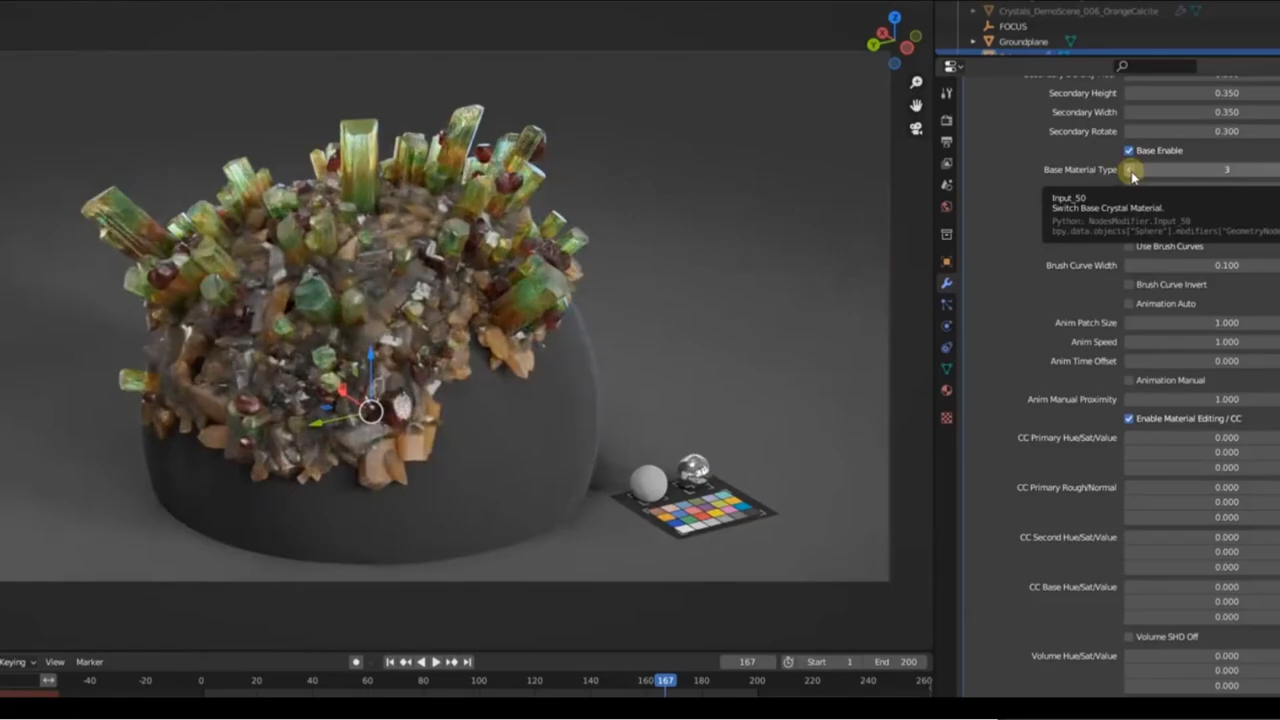 Crystals_DemoScene_006_OrangeCalcite
FOCUS
Groundplane
Z
X
Y
Secondary Height 0.350
Secondary Width 0.350
Secondary Rotate 0.300
Base Enable
Base Material Type 3
Input_50
Switch Base Crystal Material.
Python: NodesModifier.Input_50
bpy.data.objects["Sphere"].modifiers["GeometryNode
Use Brush Curves
Brush Curve Width 0.100
Brush Curve Invert
Animation Auto
Anim Patch Size 1.000
Anim Speed 1.000
Anim Time Offset 0.000
Animation Manual
Anim Manual Proximity 1.000
Enable Material Editing / CC
CC Primary Hue/Sat/Value 0.000
0.000
0.000
CC Primary Rough/Normal 0.000
0.000
0.000
CC Second Hue/Sat/Value 0.000
0.000
0.000
CC Base Hue/Sat/Value 0.000
0.000
0.000
Volume SHD Off
Volume Hue/Sat/Value 0.000
0.000
0.000
Keying View Marker 167 Start 1 End 200
-40 -20 0 20 40 60 80 100 120 140 160 167 180 200 220 240 260